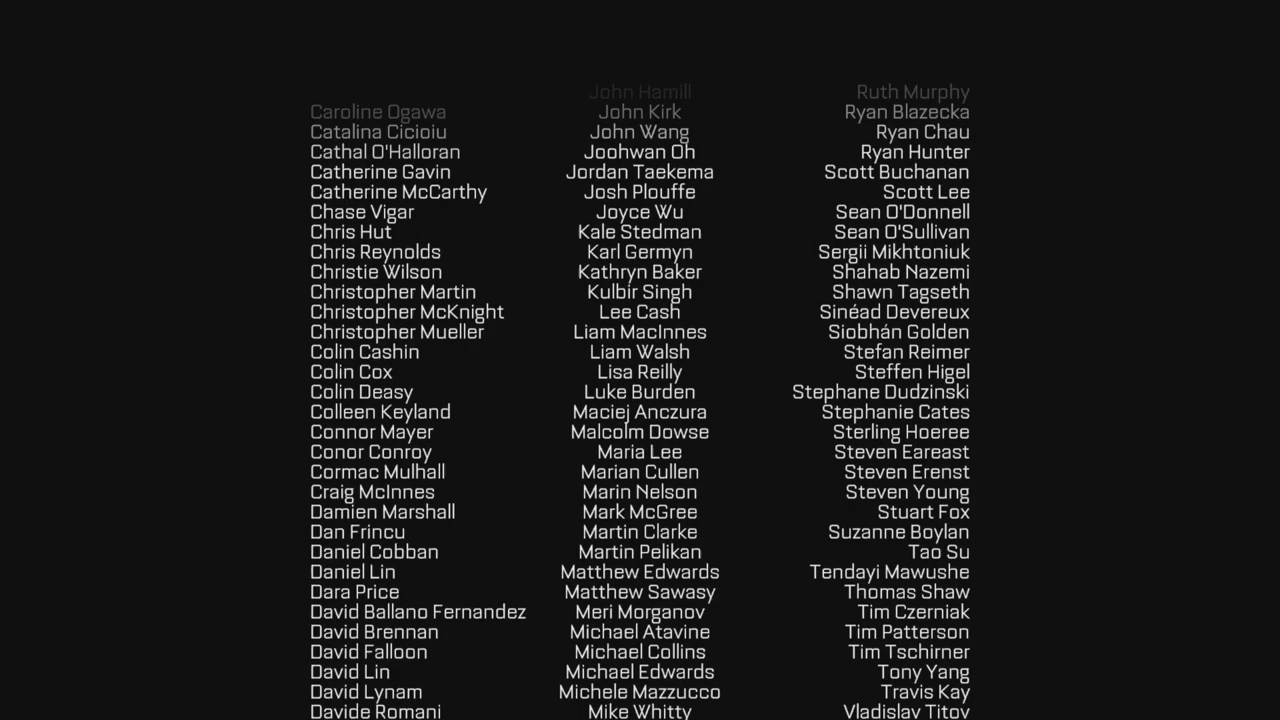 John Hamill Ruth Murphy
Caroline Ogawa John Kirk Ryan Blazecka
Catalina Cicioiu John Wang Ryan Chau
Cathal O'Halloran Joohwan Oh Ryan Hunter
Catherine Gavin Jordan Taekema Scott Buchanan
Catherine McCarthy Josh Plouffe Scott Lee
Chase Vigar Joyce Wu Sean O'Donnell
Chris Hut Kale Stedman Sean O'Sullivan
Chris Reynolds Karl Germyn Sergii Mikhtoniuk
Christie Wilson Kathryn Baker Shahab Nazemi
Christopher Martin Kulbir Singh Shawn Tagseth
Christopher McKnight Lee Cash Sinéad Devereux
Christopher Mueller Liam MacInnes Siobhán Golden
Colin Cashin Liam Walsh Stefan Reimer
Colin Cox Lisa Reilly Steffen Higel
Colin Deasy Luke Burden Stephane Dudzinski
Colleen Keyland Maciej Anczura Stephanie Cates
Connor Mayer Malcolm Dowse Sterling Hoeree
Conor Conroy Maria Lee Steven Eareast
Cormac Mulhall Marian Cullen Steven Erenst
Craig McInnes Marin Nelson Steven Young
Damien Marshall Mark McGree Stuart Fox
Dan Frincu Martin Clarke Suzanne Boylan
Daniel Cobban Martin Pelikan Tao Su
Daniel Lin Matthew Edwards Tendayi Mawushe
Dara Price Matthew Sawasy Thomas Shaw
David Ballano Fernandez Meri Morganov Tim Czerniak
David Brennan Michael Atavine Tim Patterson
David Falloon Michael Collins Tim Tschirner
David Lin Michael Edwards Tony Yang
David Lynam Michele Mazzucco Travis Kay
Davide Romani Mike Whitty Vladislav Titov